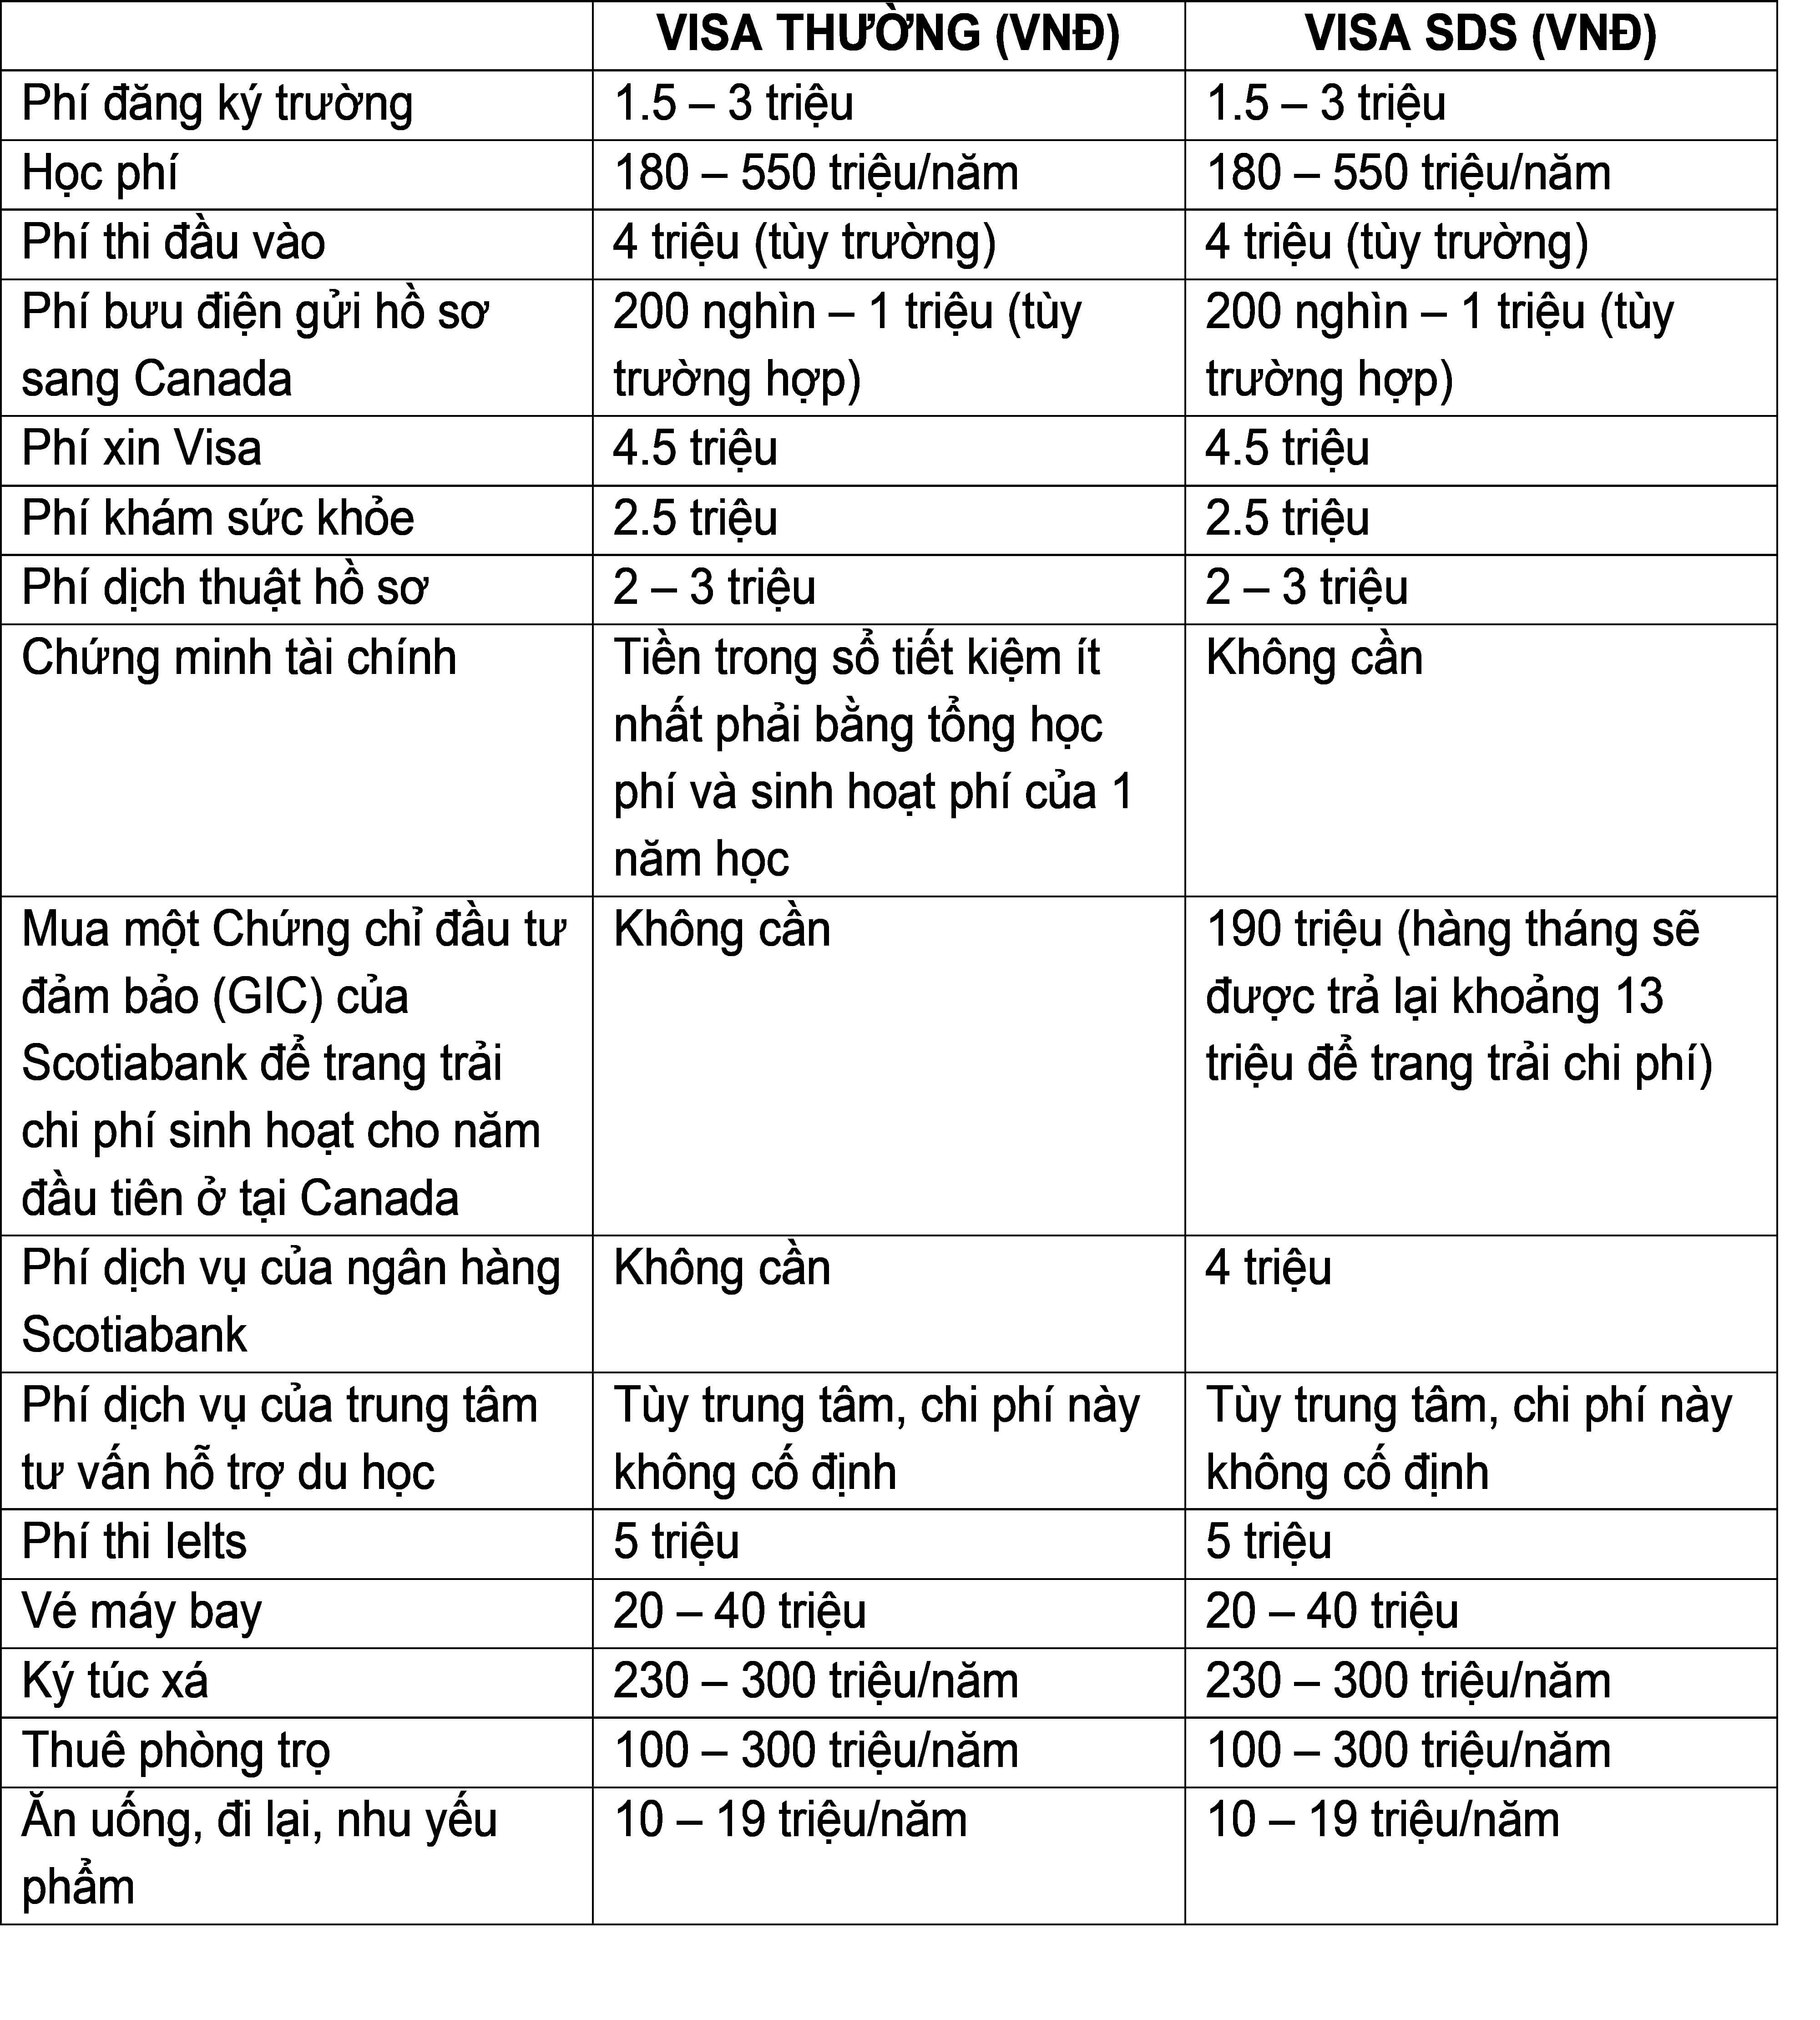 VISA THƯỜNG (VNĐ) VISA SDS (VNĐ)
Phí đăng ký trường 1.5 – 3 triệu 1.5 – 3 triệu
Học phí 180 – 550 triệu/năm 180 – 550 triệu/năm
Phí thi đầu vào 4 triệu (tùy trường) 4 triệu (tùy trường)
Phí bưu điện gửi hồ sơ 200 nghìn – 1 triệu (tùy 200 nghìn – 1 triệu (tùy
sang Canada trường hợp) trường hợp)
Phí xin Visa 4.5 triệu 4.5 triệu
Phí khám sức khỏe 2.5 triệu 2.5 triệu
Phí dịch thuật hồ sơ 2 – 3 triệu 2 – 3 triệu
Chứng minh tài chính Tiền trong sổ tiết kiệm ít Không cần
nhất phải bằng tổng học
phí và sinh hoạt phí của 1
năm học
Mua một Chứng chỉ đầu tư Không cần 190 triệu (hàng tháng sẽ
đảm bảo (GIC) của được trả lại khoảng 13
Scotiabank để trang trải triệu để trang trải chi phí)
chi phí sinh hoạt cho năm
đầu tiên ở tại Canada
Phí dịch vụ của ngân hàng Không cần 4 triệu
Scotiabank
Phí dịch vụ của trung tâm Tùy trung tâm, chi phí này Tùy trung tâm, chi phí này
tư vấn hỗ trợ du học không cố định không cố định
Phí thi Ielts 5 triệu 5 triệu
Vé máy bay 20 – 40 triệu 20 – 40 triệu
Ký túc xá 230 – 300 triệu/năm 230 – 300 triệu/năm
Thuê phòng trọ 100 – 300 triệu/năm 100 – 300 triệu/năm
Ăn uống, đi lại, nhu yếu 10 – 19 triệu/năm 10 – 19 triệu/năm
phẩm